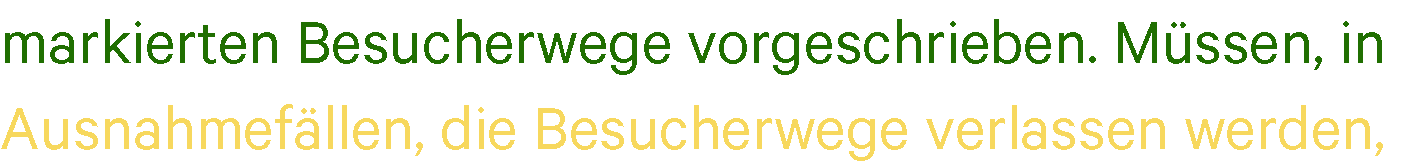 markierten Besucherwege vorgeschrieben. Müssen, in
Ausnahmefällen, die Besucherwege verlassen werden,